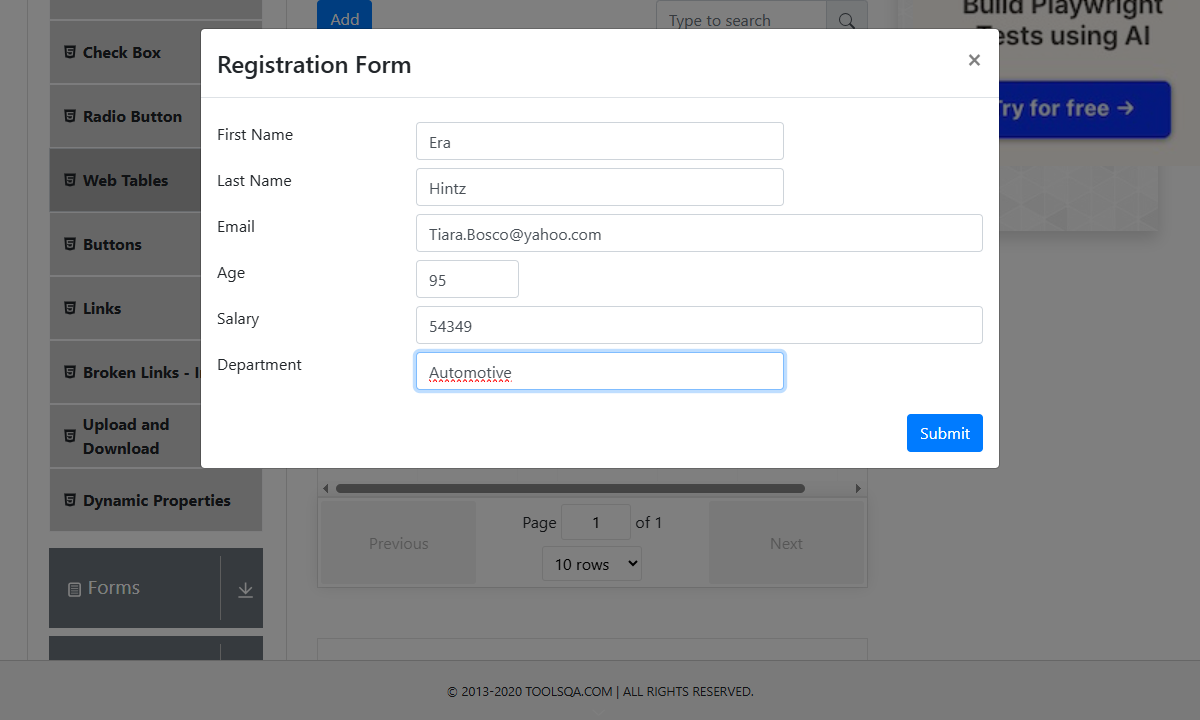 Add
Type to search
Build Playwright
Tests using AI
Try for free →
Check Box
Radio Button
Web Tables
Buttons
Links
Broken Links - I
Upload and
Download
Dynamic Properties
Forms
Registration Form
×
First Name
Era
Last Name
Hintz
Email
Tiara.Bosco@yahoo.com
Age
95
Salary
54349
Department
Automotive
Submit
Previous
Page 1 of 1
10 rows
Next
© 2013-2020 TOOLSQA.COM | ALL RIGHTS RESERVED.